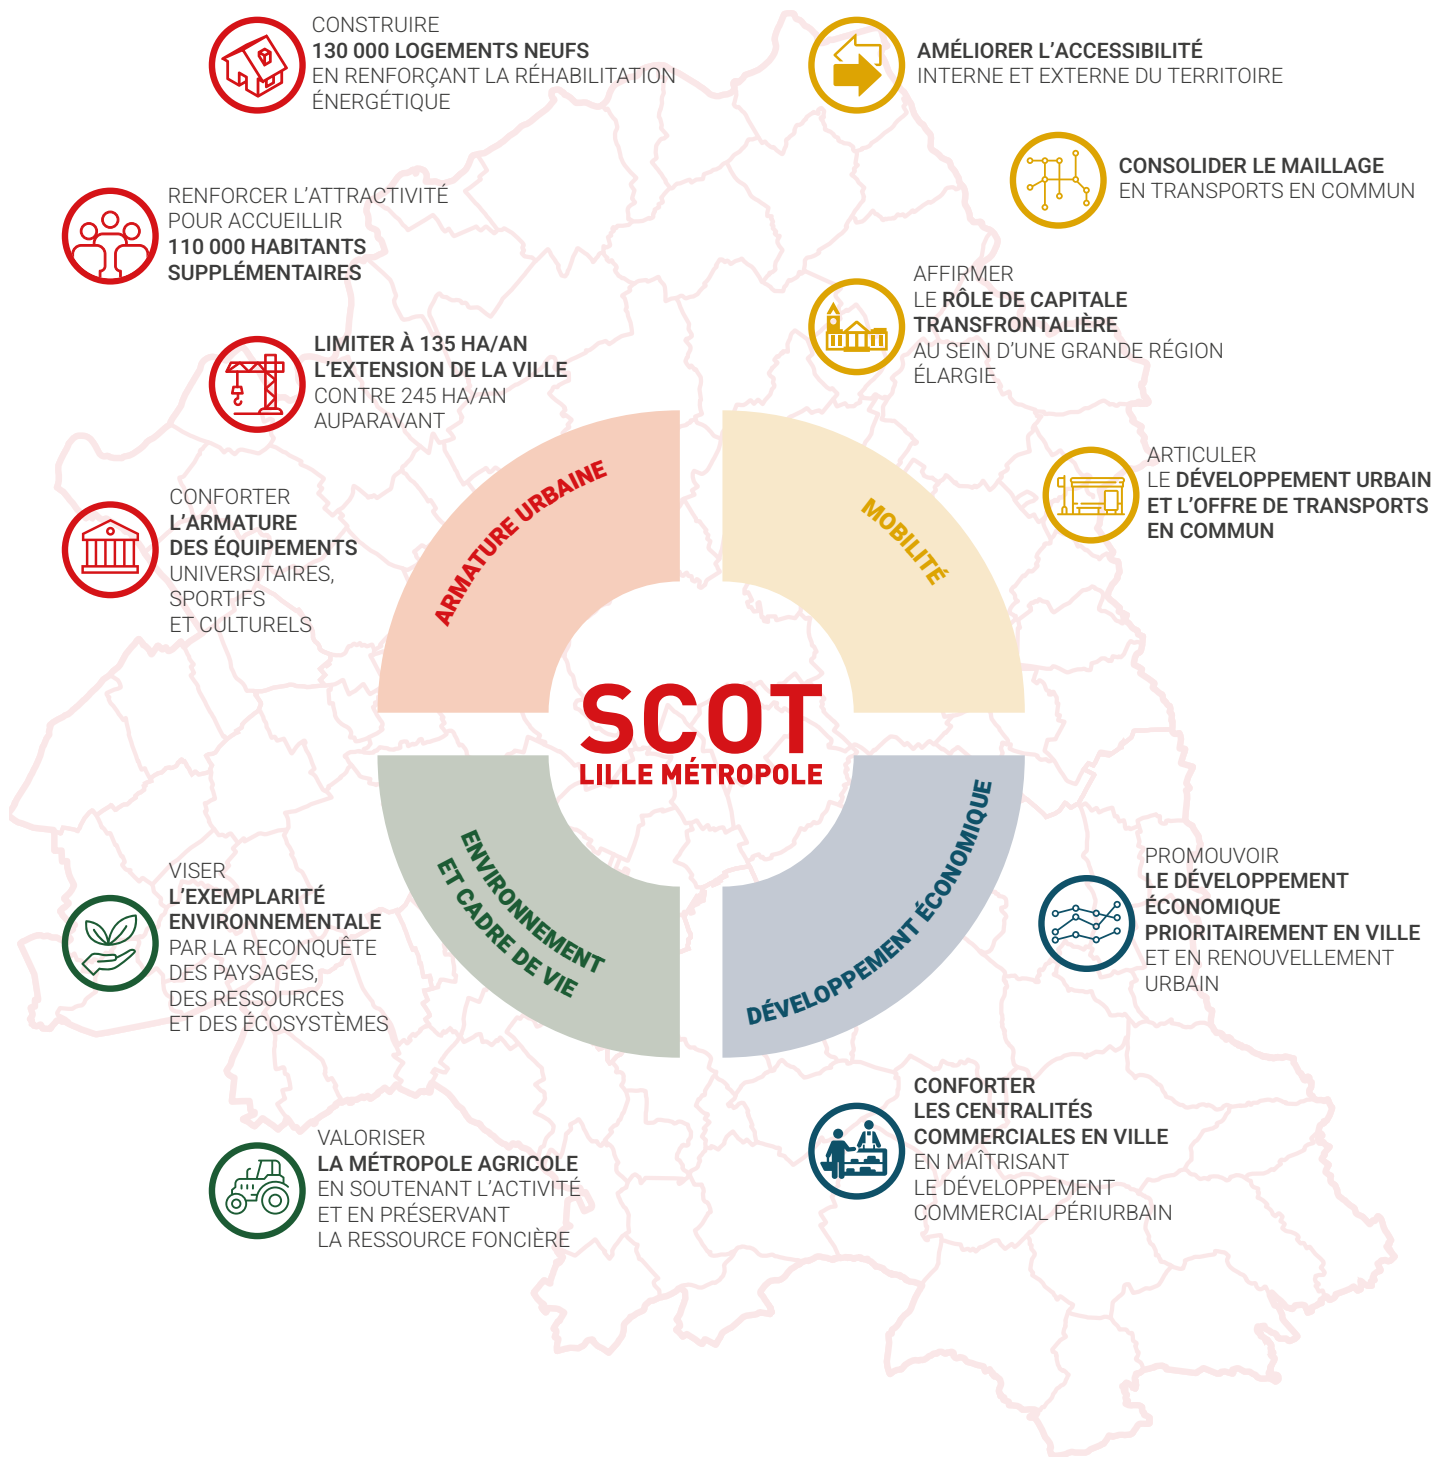 CONSTRUIRE
130 000 LOGEMENTS NEUFS
EN RENFORÇANT LA RÉHABILITATION
ÉNERGÉTIQUE
RENFORCER L'ATTRACTIVITÉ
POUR ACCUEILLIR
110 000 HABITANTS
SUPPLÉMENTAIRES
LIMITER À 135 HA/AN
L'EXTENSION DE LA VILLE
CONTRE 245 HA/AN
AUPARAVANT
CONFORTER
L'ARMATURE
DES ÉQUIPEMENTS
UNIVERSITAIRES,
SPORTIFS
ET CULTURELS
AMÉLIORER L'ACCESSIBILITÉ
INTERNE ET EXTERNE DU TERRITOIRE
CONSOLIDER LE MAILLAGE
EN TRANSPORTS EN COMMUN
AFFIRMER
LE RÔLE DE CAPITALE
TRANSFRONTALIÈRE
AU SEIN D'UNE GRANDE RÉGION
ÉLARGIE
ARTICULER
LE DÉVELOPPEMENT URBAIN
ET L'OFFRE DE TRANSPORTS
EN COMMUN
ARMATURE URBAINE
MOBILITÉ
SCOT
LILLE MÉTROPOLE
ENVIRONNEMENT
ET CADRE DE VIE
DÉVELOPPEMENT ÉCONOMIQUE
VISER
L'EXEMPLARITÉ
ENVIRONNEMENTALE
PAR LA RECONQUÊTE
DES PAYSAGES,
DES RESSOURCES
ET DES ÉCOSYSTÈMES
VALORISER
LA MÉTROPOLE AGRICOLE
EN SOUTENANT L'ACTIVITÉ
ET EN PRÉSERVANT
LA RESSOURCE FONCIÈRE
PROMOUVOIR
LE DÉVELOPPEMENT
ÉCONOMIQUE
PRIORITAIREMENT EN VILLE
ET EN RENOUVELLEMENT
URBAIN
CONFORTER
LES CENTRALITÉS
COMMERCIALES EN VILLE
EN MAÎTRISANT
LE DÉVELOPPEMENT
COMMERCIAL PÉRIURBAIN